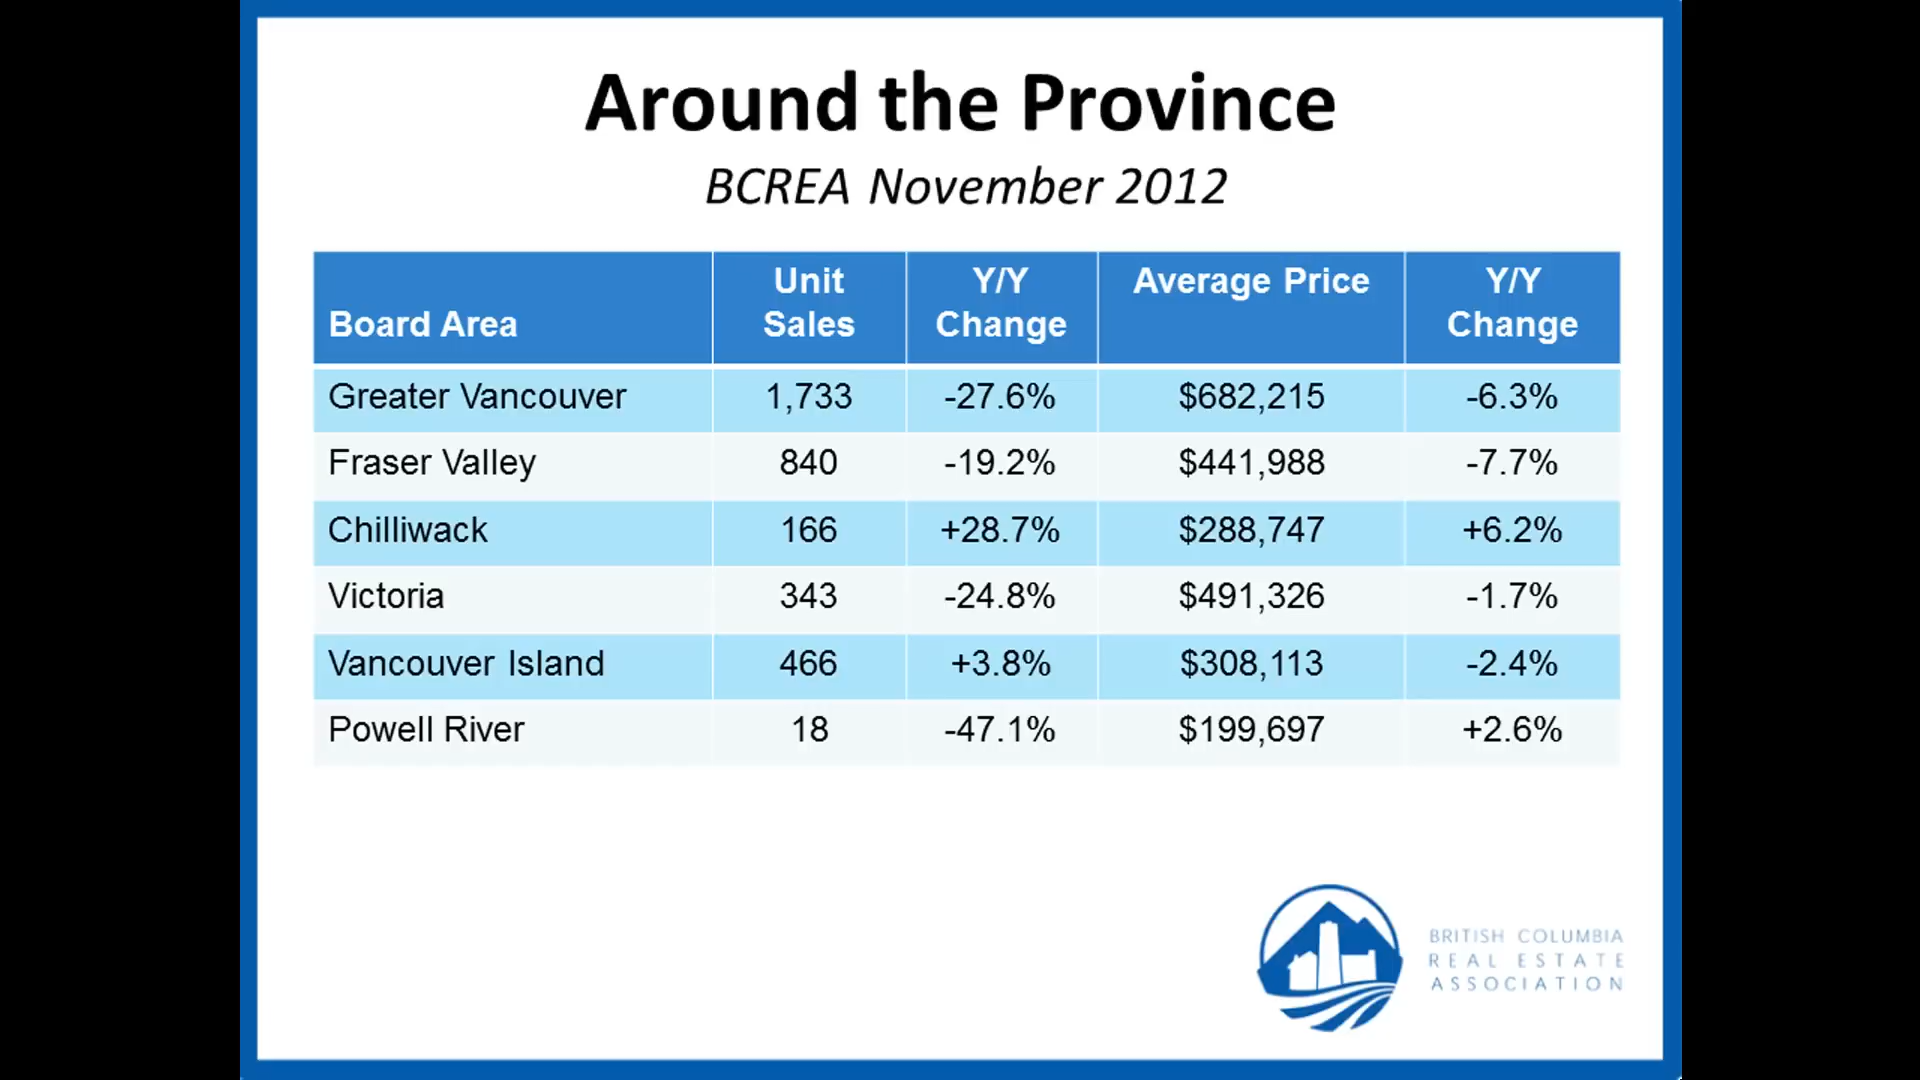 Around the Province
BCREA November 2012
Board Area Unit Sales Y/Y Change Average Price Y/Y Change
Greater Vancouver 1,733 -27.6% $682,215 -6.3%
Fraser Valley 840 -19.2% $441,988 -7.7%
Chilliwack 166 +28.7% $288,747 +6.2%
Victoria 343 -24.8% $491,326 -1.7%
Vancouver Island 466 +3.8% $308,113 -2.4%
Powell River 18 -47.1% $199,697 +2.6%
BRITISH COLUMBIA
REAL ESTATE
ASSOCIATION